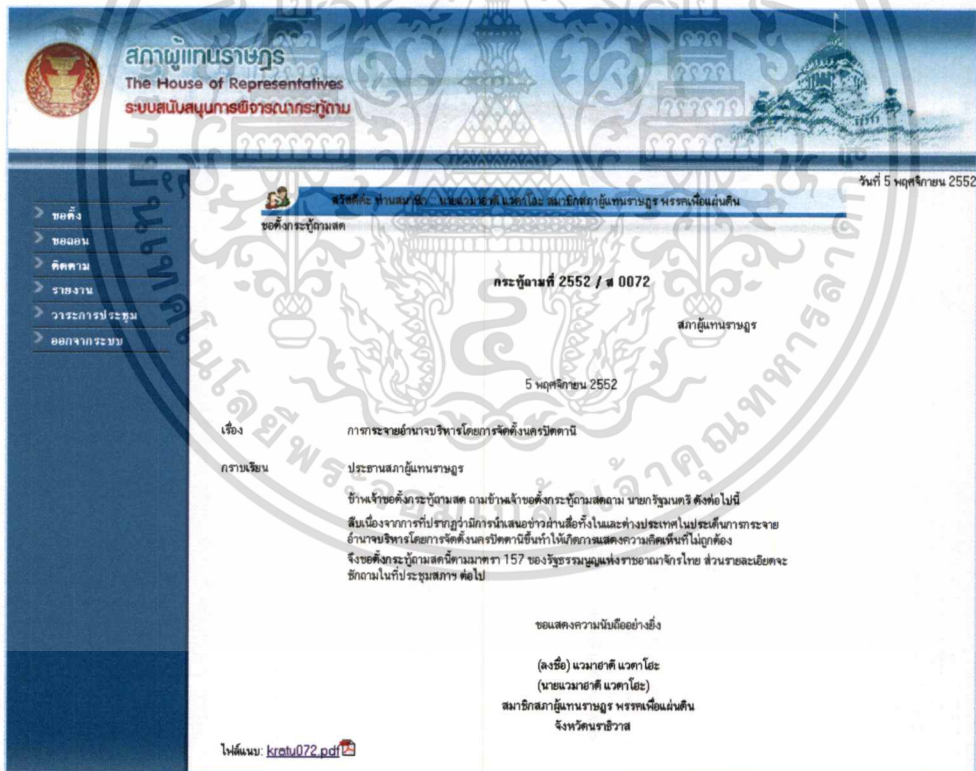 สภาผู้แทนราษฎร
The House of Representatives
ระบบสนับสนุนการพิจารณากระทู้ถาม
วันที่ 5 พฤศจิกายน 2552
ขอตั้ง
ขอถอน
ติดตาม
รายงาน
วาระการประชุม
ออกจากระบบ
สวัสดีค่ะ ท่านสมาชิก นายแวมาฮาดี แวดาโอะ สมาชิกสภาผู้แทนราษฎร พรรคเพื่อแผ่นดิน
ขอตั้งกระทู้ถามสด
กระทู้ถามที่ 2552 / ส 0072
สภาผู้แทนราษฎร
5 พฤศจิกายน 2552
เรื่อง การกระจายอำนาจบริหารโดยการจัดตั้งนครปัตตานี
กราบเรียน ประธานสภาผู้แทนราษฎร
ข้าพเจ้าขอตั้งกระทู้ถามสด ถามข้าพเจ้าขอตั้งกระทู้ถามสดถาม นายกรัฐมนตรี ดังต่อไปนี้
สืบเนื่องจากการที่ปรากฏว่ามีการนำเสนอข่าวผ่านสื่อทั้งในและต่างประเทศในประเด็นการกระจาย
อำนาจบริหารโดยการจัดตั้งนครปัตตานีขึ้นทำให้เกิดการแสดงความคิดเห็นที่ไม่ถูกต้อง
จึงขอตั้งกระทู้ถามสดนี้ตามมาตรา 157 ของรัฐธรรมนูญแห่งราชอาณาจักรไทย ส่วนรายละเอียดจะ
ซักถามในที่ประชุมสภาฯ ต่อไป
ขอแสดงความนับถืออย่างยิ่ง
(ลงชื่อ) แวมาฮาดี แวดาโอะ
(นายแวมาฮาดี แวดาโอะ)
สมาชิกสภาผู้แทนราษฎร พรรคเพื่อแผ่นดิน
จังหวัดนราธิวาส
ไฟล์แนบ: kratu072.pdf